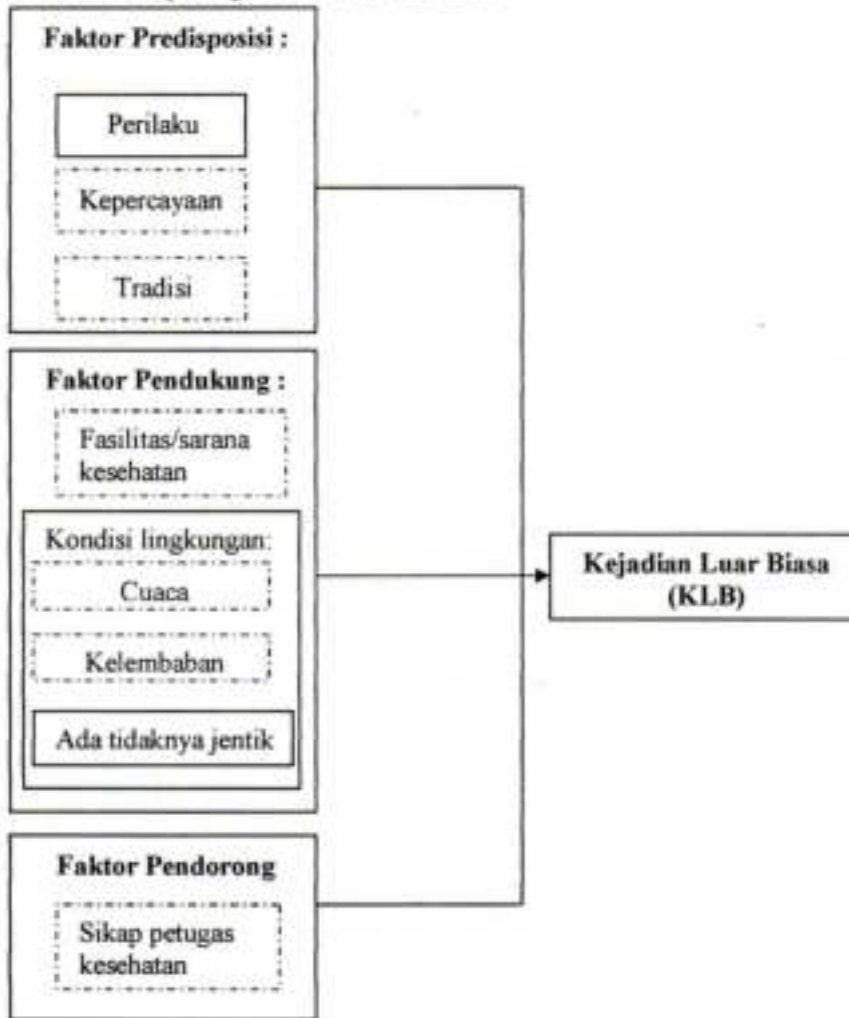 Faktor Predisposisi :
Perilaku
Kepercayaan
Tradisi
Faktor Pendukung :
Fasilitas/sarana
kesehatan
Kondisi lingkungan:
Cuaca
Kelembaban
Ada tidaknya jentik
Kejadian Luar Biasa
(KLB)
Faktor Pendorong
Sikap petugas
kesehatan